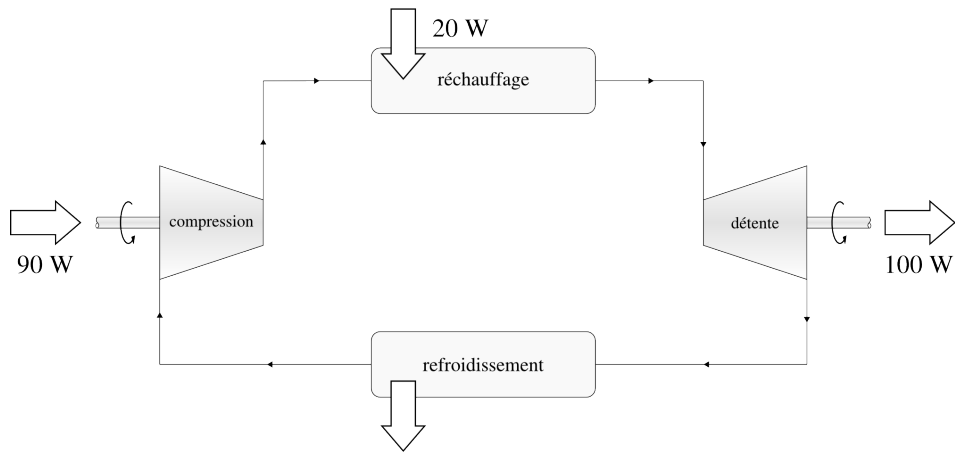 20 W
réchauffage
compression
détente
90 W
100 W
refroidissement